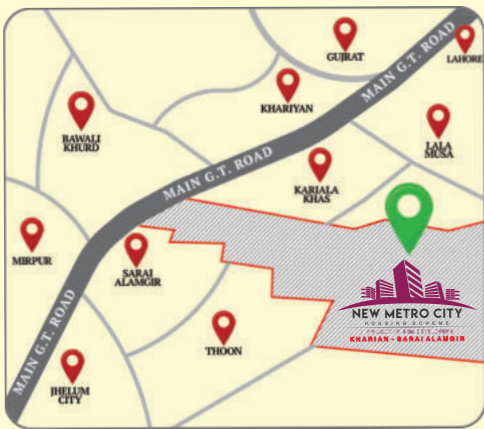 GUJRAT
LAHORE
MAIN G.T. ROAD
KHARIYAN
BAWALI
KHURD
LALA
MUSA
MAIN G.T. ROAD
KARIALA
KHAS
MIRPUR
SARAI
ALAMGIR
MAIN G.T. ROAD
NEW METRO CITY
HOUSING SCHEME
KHARIAN - SARAI ALAMGIR
THOON
JHELUM
CITY